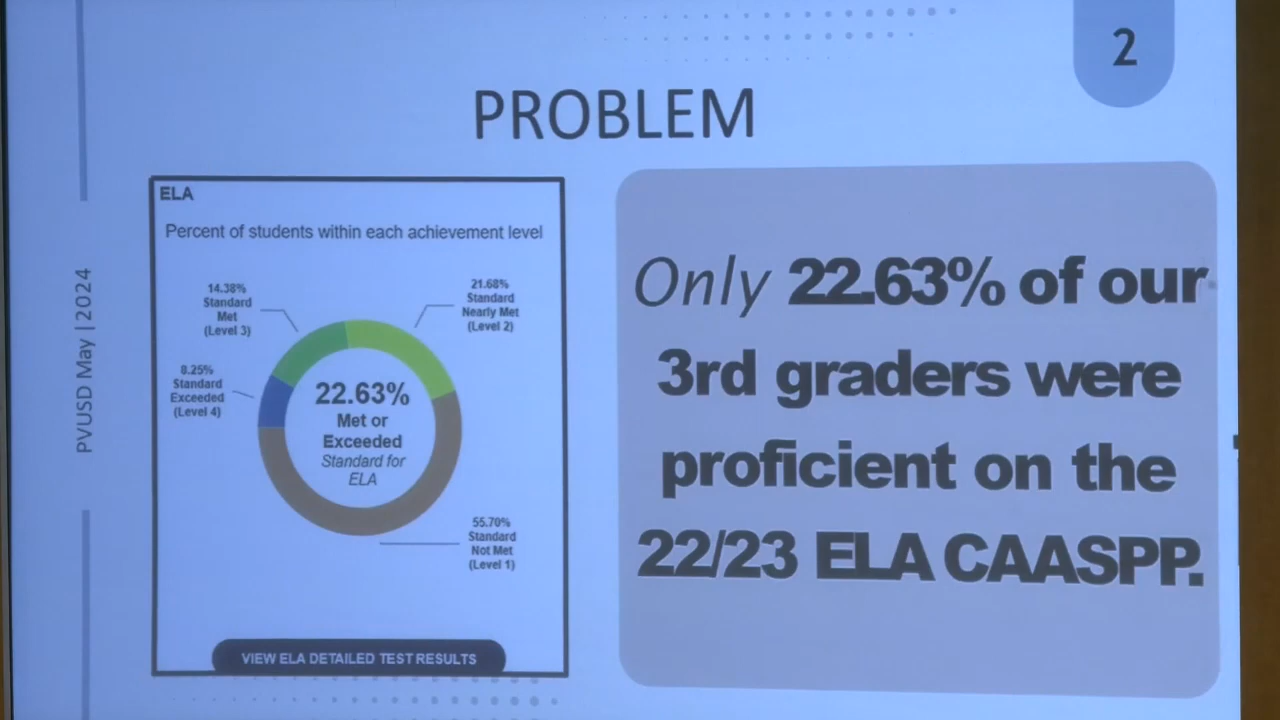 2
PROBLEM
PVUSD May | 2024
ELA
Percent of students within each achievement level
14.38%
Standard
Met
(Level 3)
21.68%
Standard
Nearly Met
(Level 2)
8.25%
Standard
Exceeded
(Level 4)
22.63%
Met or
Exceeded
Standard for
ELA
55.70%
Standard
Not Met
(Level 1)
VIEW ELA DETAILED TEST RESULTS
Only 22.63% of our
3rd graders were
proficient on the
22/23 ELA CAASPP.